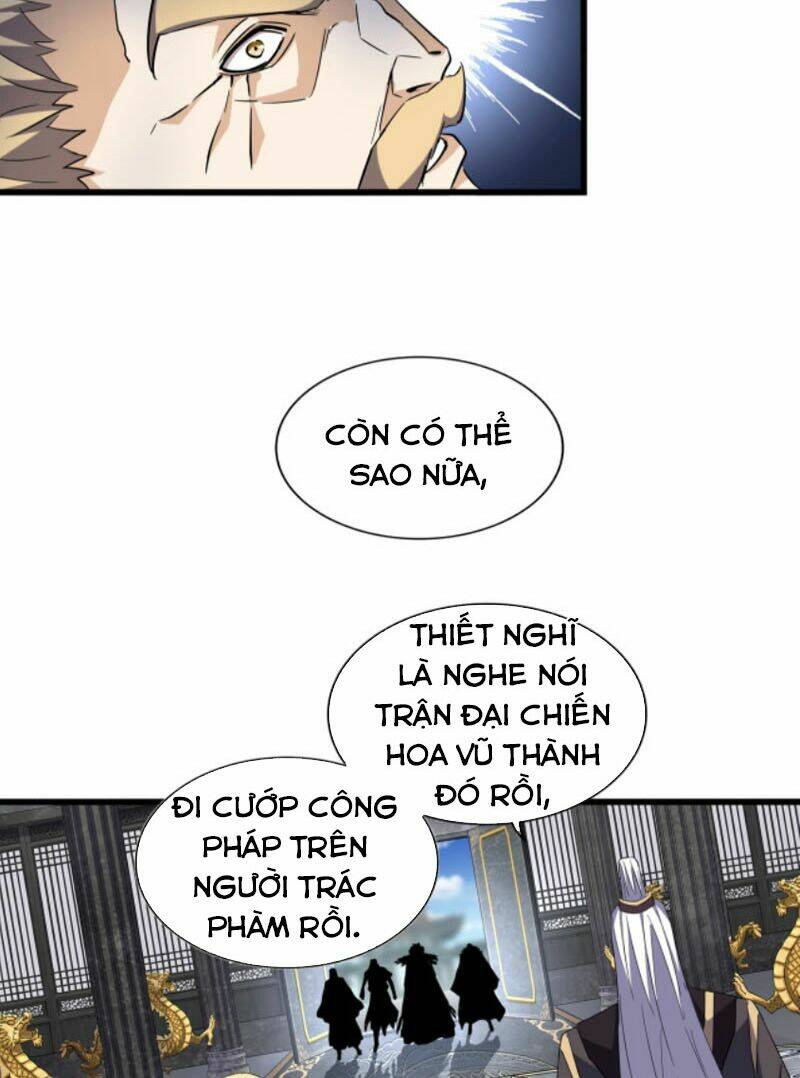 CÒN CÓ THỂ
SAO NỮA,
THIẾT NGHĨ
LÀ NGHE NÓI
TRẬN ĐẠI CHIẾN
HOA VŨ THÀNH
ĐÓ RỒI,
ĐI CƯỚP CÔNG
PHÁP TRÊN
NGƯỜI TRÁC
PHÀM RỒI.